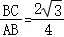 BC/AB = 2√3/4